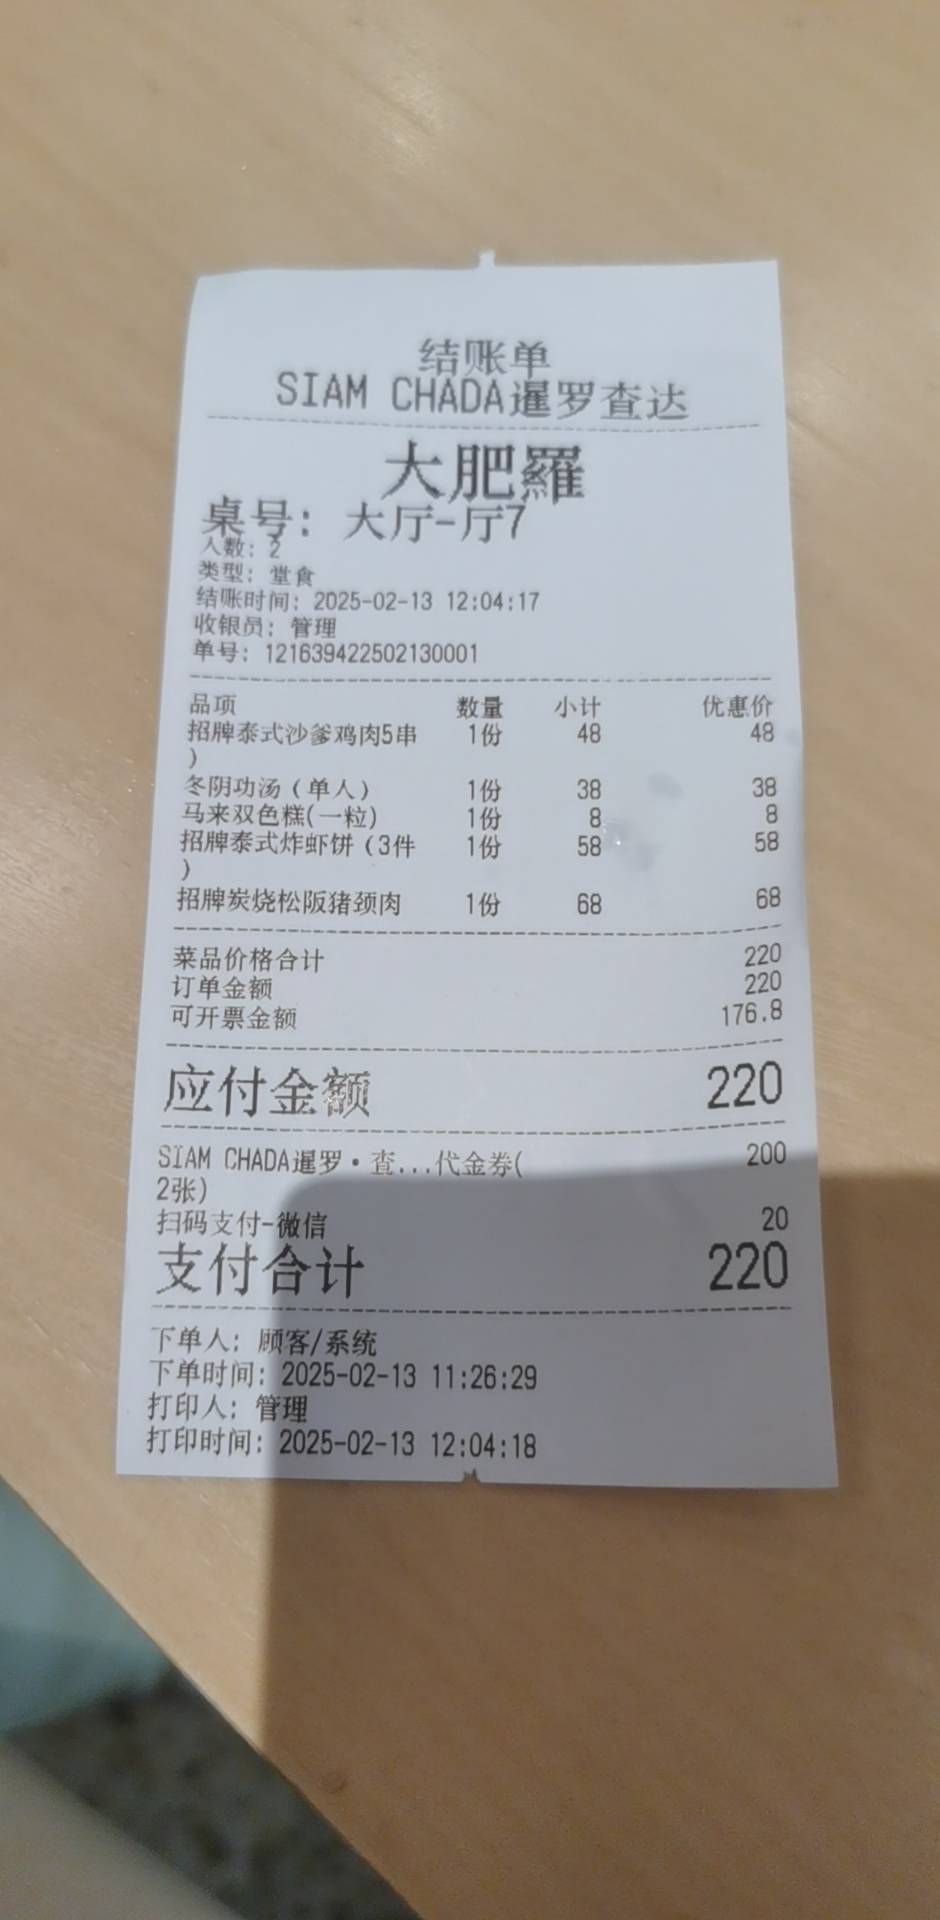 结账单
SIAM CHADA暹罗查达
大肥羅
桌号: 大厅-厅7
人数: 2
类型: 堂食
结账时间: 2025-02-13 12:04:17
收银员: 管理
单号: 121639422502130001
品项 数量 小计 优惠价
招牌泰式沙爹鸡肉5串 1份 48 48
)
冬阴功汤(单人) 1份 38 38
马来双色糕(一粒) 1份 8 8
招牌泰式炸虾饼(3件 1份 58 58
)
招牌炭烧松阪猪颈肉 1份 68 68
菜品价格合计 220
订单金额 220
可开票金额 176.8
应付金额 220
SIAM CHADA暹罗·查...代金券( 200
2张)
扫码支付-微信 20
支付合计 220
下单人: 顾客/系统
下单时间: 2025-02-13 11:26:29
打印人: 管理
打印时间: 2025-02-13 12:04:18